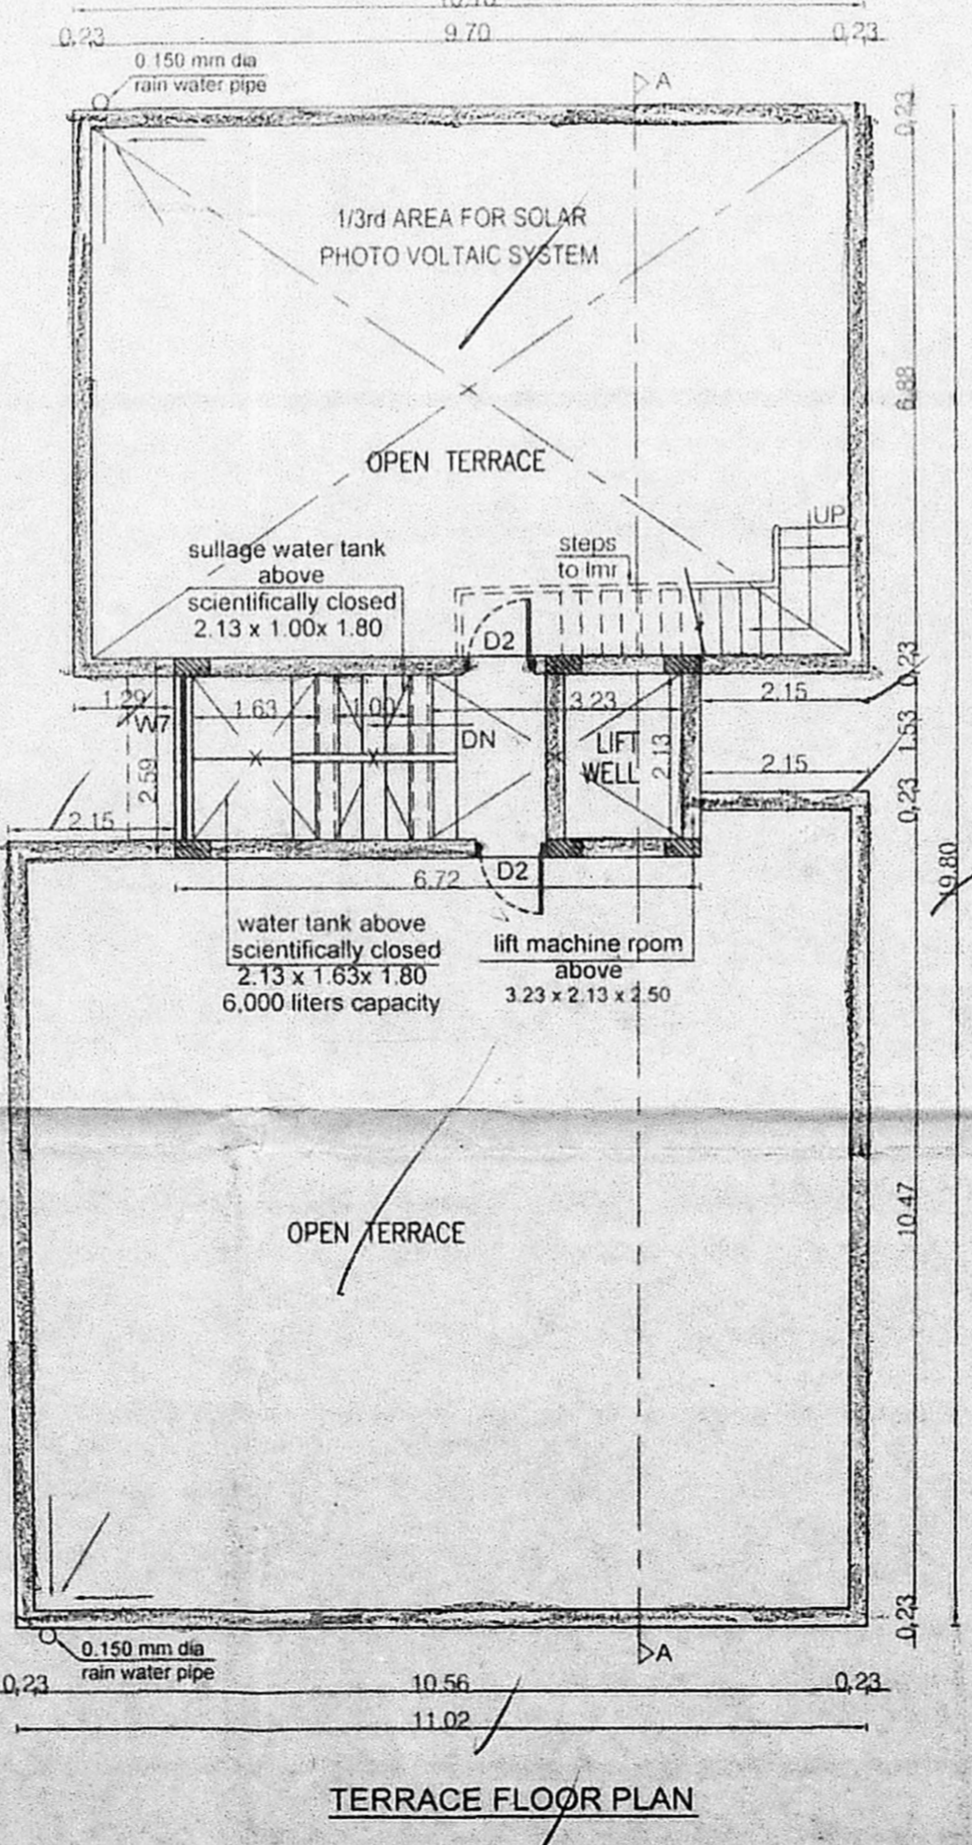 0.23
9.70
0.23
0.150 mm dia
rain water pipe
A
0.23
1/3rd AREA FOR SOLAR
PHOTO VOLTAIC SYSTEM
6.88
OPEN TERRACE
UP
sullage water tank
above
scientifically closed
2.13 x 1.00x 1.80
steps
to lmr
D2
0.23
1.29
W7
1.63
1.00
3.23
2.15
DN
LIFT
WELL
2.13
1.53
2.59
2.15
0.23
2.15
D2
6.72
19.80
water tank above
scientifically closed
2.13 x 1.63x 1.80
6,000 liters capacity
lift machine room
above
3.23 x 2.13 x 2.50
10.47
OPEN TERRACE
0.23
A
0.150 mm dia
rain water pipe
0.23
10.56
0.23
11.02
TERRACE FLOOR PLAN